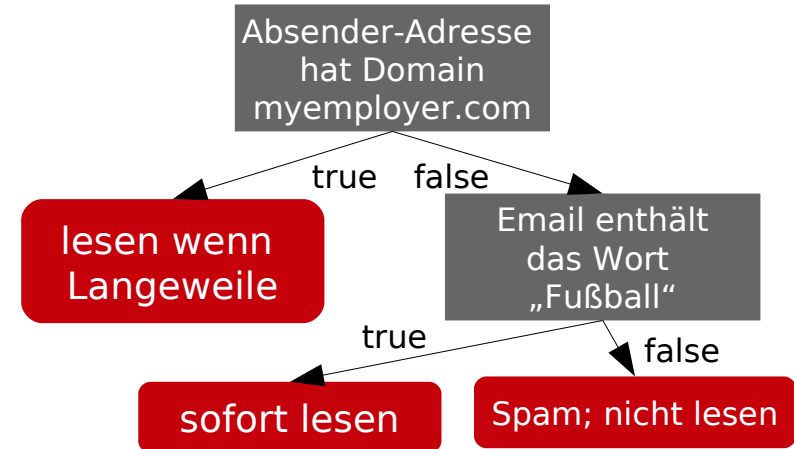 Absender-Adresse
hat Domain
myemployer.com
true
false
lesen wenn
Langeweile
Email enthält
das Wort
„Fußball“
true
false
sofort lesen
Spam; nicht lesen